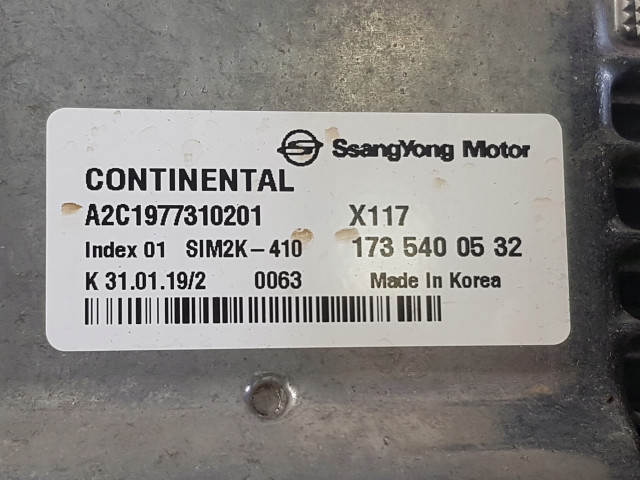 SsangYong Motor
CONTINENTAL
A2C1977310201 X117
Index 01 SIM2K-410 173 540 05 32
K 31.01.19/2 0063 Made In Korea